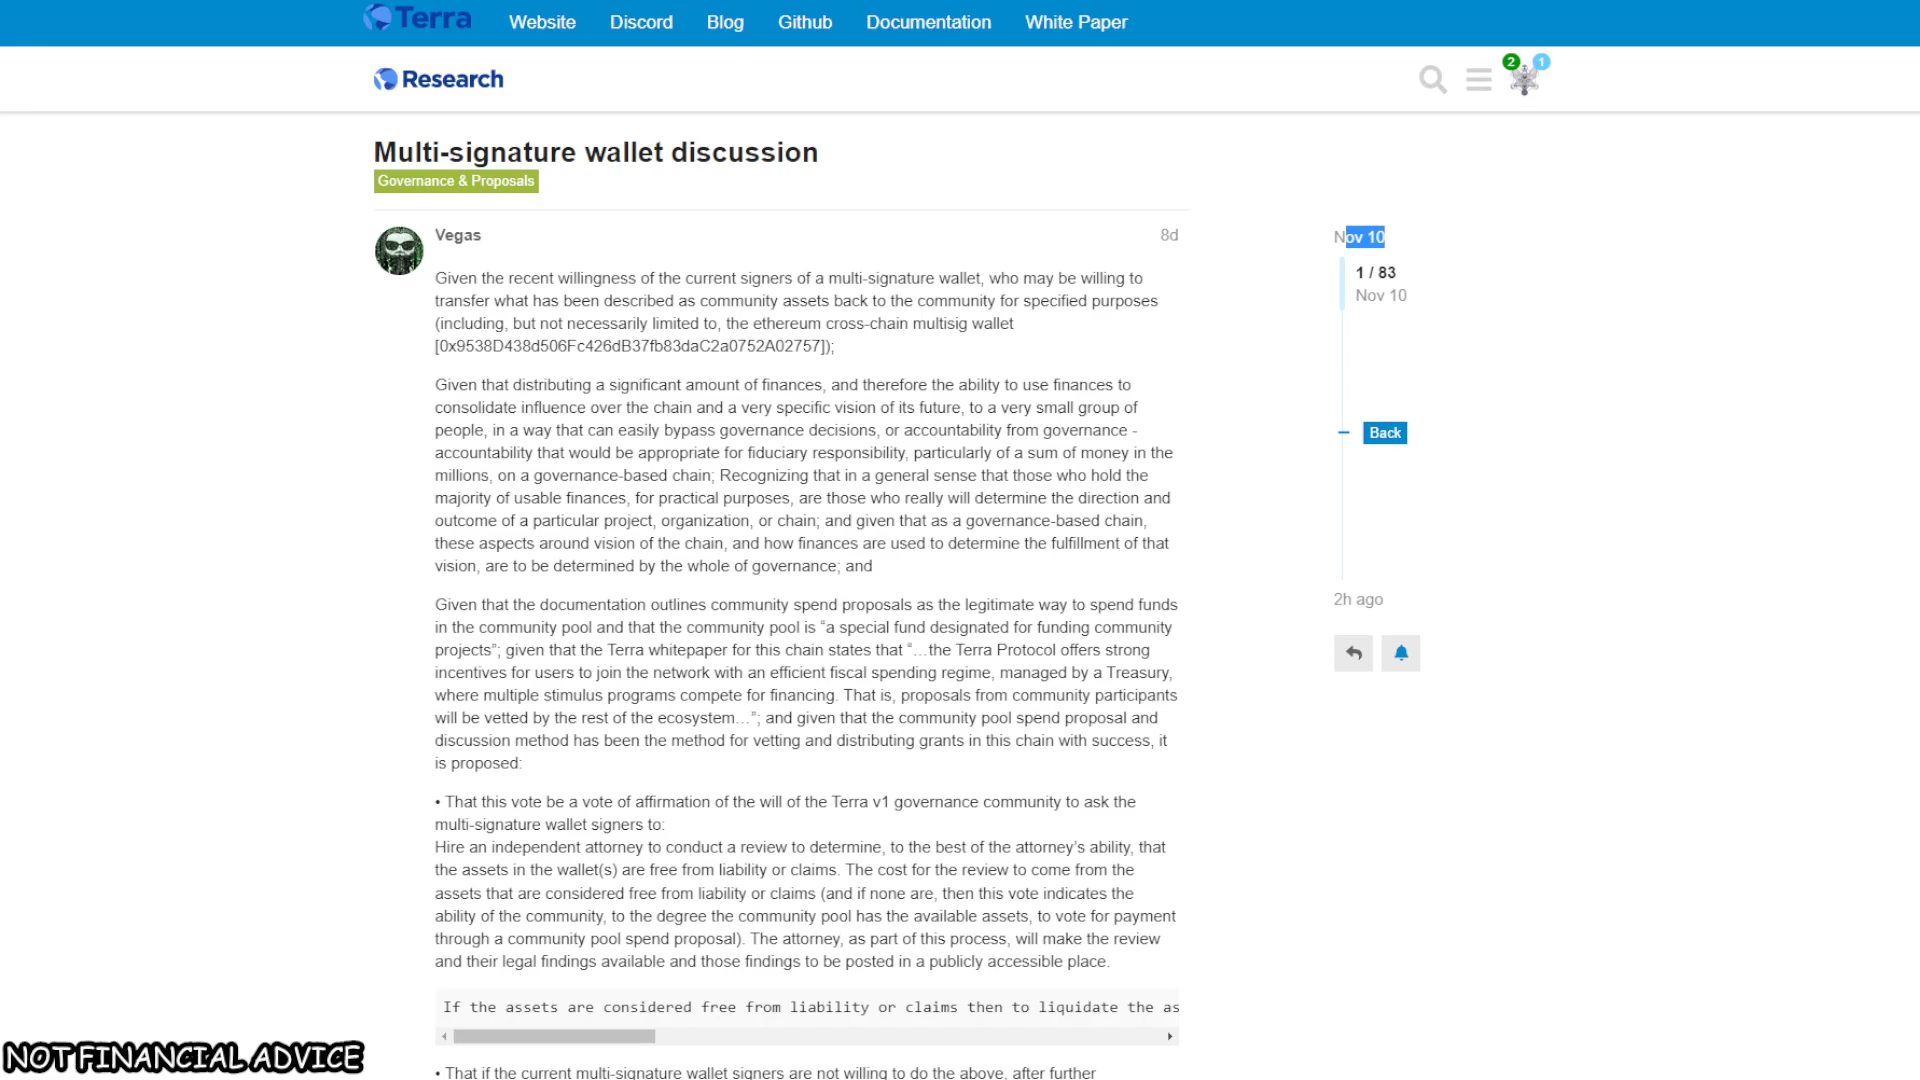 Terra Website Discord Blog Github Documentation White Paper
Research
2 1
Multi-signature wallet discussion
Governance & Proposals
Vegas 8d
Given the recent willingness of the current signers of a multi-signature wallet, who may be willing to
transfer what has been described as community assets back to the community for specified purposes
(including, but not necessarily limited to, the ethereum cross-chain multisig wallet
[0x9538D438d506Fc426dB37fb83daC2a0752A02757]);
Given that distributing a significant amount of finances, and therefore the ability to use finances to
consolidate influence over the chain and a very specific vision of its future, to a very small group of
people, in a way that can easily bypass governance decisions, or accountability from governance -
accountability that would be appropriate for fiduciary responsibility, particularly of a sum of money in the
millions, on a governance-based chain; Recognizing that in a general sense that those who hold the
majority of usable finances, for practical purposes, are those who really will determine the direction and
outcome of a particular project, organization, or chain; and given that as a governance-based chain,
these aspects around vision of the chain, and how finances are used to determine the fulfillment of that
vision, are to be determined by the whole of governance; and
Given that the documentation outlines community spend proposals as the legitimate way to spend funds
in the community pool and that the community pool is “a special fund designated for funding community
projects”; given that the Terra whitepaper for this chain states that “…the Terra Protocol offers strong
incentives for users to join the network with an efficient fiscal spending regime, managed by a Treasury,
where multiple stimulus programs compete for financing. That is, proposals from community participants
will be vetted by the rest of the ecosystem…”; and given that the community pool spend proposal and
discussion method has been the method for vetting and distributing grants in this chain with success, it
is proposed:
• That this vote be a vote of affirmation of the will of the Terra v1 governance community to ask the
multi-signature wallet signers to:
Hire an independent attorney to conduct a review to determine, to the best of the attorney’s ability, that
the assets in the wallet(s) are free from liability or claims. The cost for the review to come from the
assets that are considered free from liability or claims (and if none are, then this vote indicates the
ability of the community, to the degree the community pool has the available assets, to vote for payment
through a community pool spend proposal). The attorney, as part of this process, will make the review
and their legal findings available and those findings to be posted in a publicly accessible place.
If the assets are considered free from liability or claims then to liquidate the as
• That if the current multi-signature wallet signers are not willing to do the above, after further
Nov 10
1 / 83
Nov 10
Back
2h ago
NOT FINANCIAL ADVICE